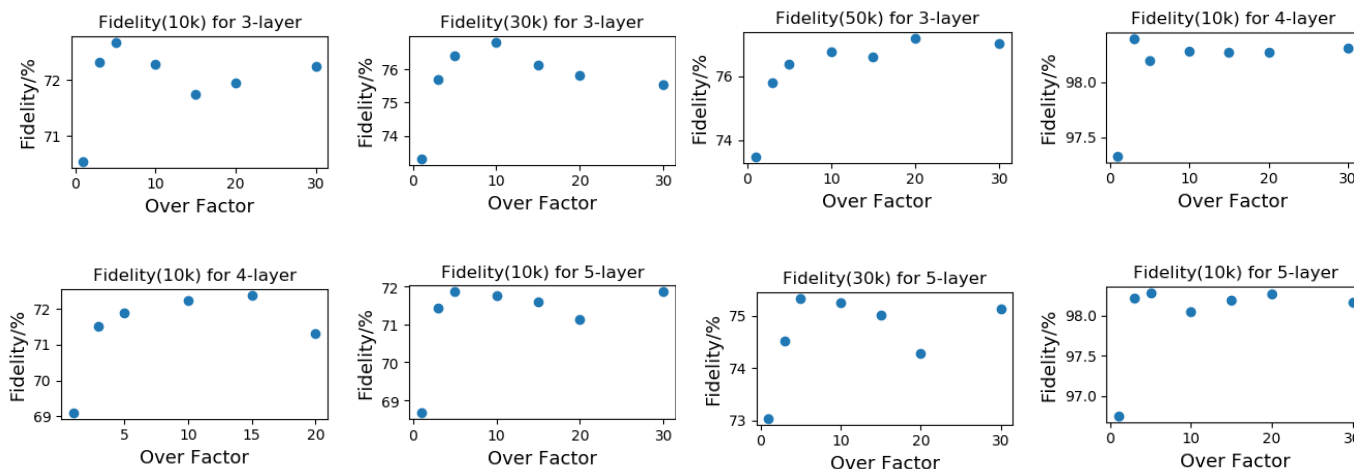 Fidelity(10k) for 3-layer
Fidelity/%
72
71
0 10 20 30
Over Factor
Fidelity(30k) for 3-layer
Fidelity/%
76
75
74
0 10 20 30
Over Factor
Fidelity(50k) for 3-layer
Fidelity/%
76
74
0 10 20 30
Over Factor
Fidelity(10k) for 4-layer
Fidelity/%
98.0
97.5
0 10 20 30
Over Factor
Fidelity(10k) for 4-layer
Fidelity/%
72
71
70
69
5 10 15 20
Over Factor
Fidelity(10k) for 5-layer
Fidelity/%
72
71
70
69
0 10 20 30
Over Factor
Fidelity(30k) for 5-layer
Fidelity/%
75
74
73
0 10 20 30
Over Factor
Fidelity(10k) for 5-layer
Fidelity/%
98.0
97.5
97.0
0 10 20 30
Over Factor